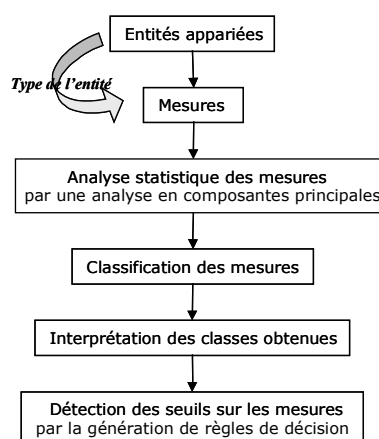 Entités appariées
Type de l'entité
Mesures
Analyse statistique des mesures
par une analyse en composantes principales
Classification des mesures
Interprétation des classes obtenues
Détection des seuils sur les mesures
par la génération de règles de décision